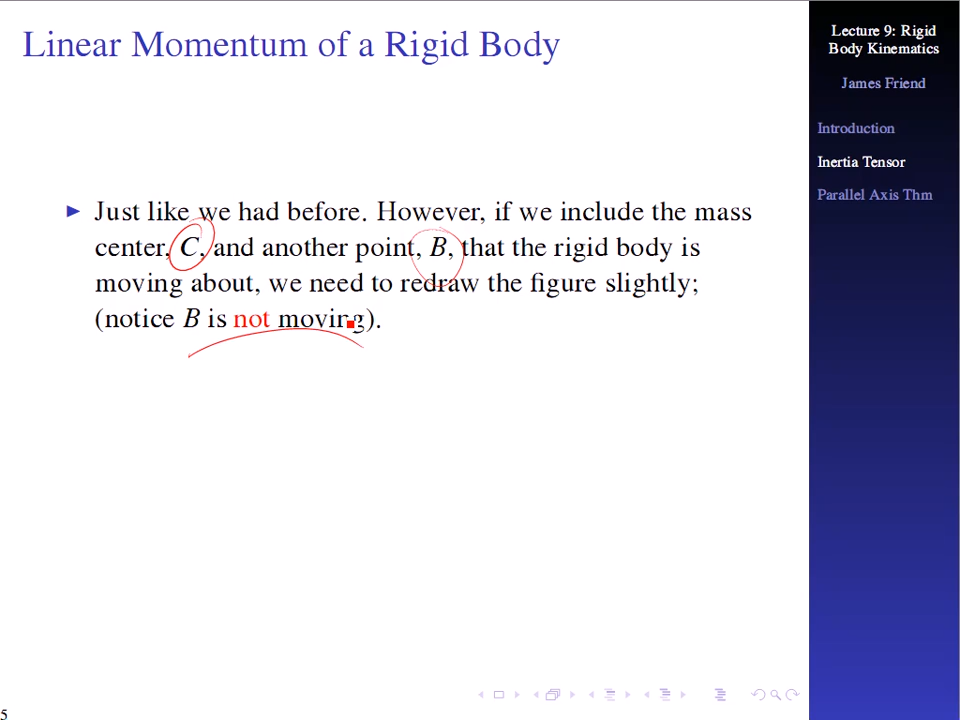 Linear Momentum of a Rigid Body
Just like we had before. However, if we include the mass
center, C, and another point, B, that the rigid body is
moving about, we need to redraw the figure slightly;
(notice B is not moving).
Lecture 9: Rigid
Body Kinematics
James Friend
Introduction
Inertia Tensor
Parallel Axis Thm
5